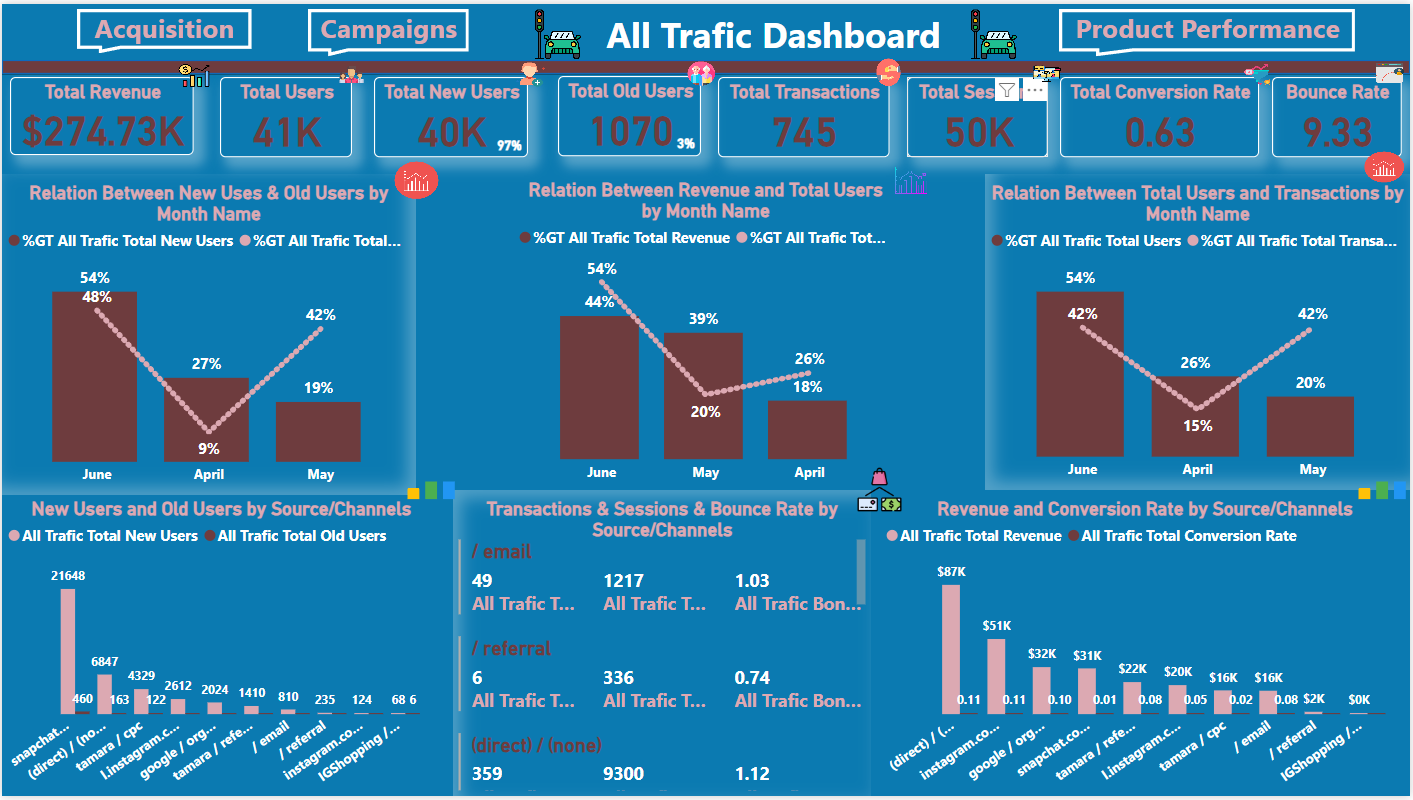 Acquisition
Campaigns
All Trafic Dashboard
Product Performance
Total Revenue
$274.73K
Total Users
41K
Total New Users
40K
97%
Total Old Users
1070
3%
Total Transactions
745
Total Ses
50K
Total Conversion Rate
0.63
Bounce Rate
9.33
Relation Between New Uses & Old Users by
Month Name
%GT All Trafic Total New Users
%GT All Trafic Total...
54%
48%
27%
9%
42%
19%
June
April
May
Relation Between Revenue and Total Users
by Month Name
%GT All Trafic Total Revenue
%GT All Trafic Tot...
54%
44%
39%
20%
26%
18%
June
May
April
Relation Between Total Users and Transactions by
Month Name
%GT All Trafic Total Users
%GT All Trafic Total Transa...
54%
42%
26%
15%
42%
20%
June
April
May
New Users and Old Users by Source/Channels
All Trafic Total New Users
All Trafic Total Old Users
21648
460
6847
163
4329
122
2612
2024
1410
810
235
124
68
6
snapchat....
(direct) / (no...
tamara / cpc
l.instagram.c...
google / org...
tamara / refe...
/ email
/ referral
instagram.co...
IGShopping /...
Transactions & Sessions & Bounce Rate by
Source/Channels
/ email
49
1217
1.03
All Trafic T...
All Trafic T...
All Trafic Bon...
/ referral
6
336
0.74
All Trafic T...
All Trafic T...
All Trafic Bon...
(direct) / (none)
359
9300
1.12
Revenue and Conversion Rate by Source/Channels
All Trafic Total Revenue
All Trafic Total Conversion Rate
$87K
0.11
$51K
0.11
$32K
0.10
$31K
0.01
$22K
0.08
$20K
0.05
$16K
0.02
$16K
0.08
$2K
$0K
(direct) / (...
instagram.co...
google / org...
snapchat.co...
tamara / refe...
l.instagram.c...
tamara / cpc
/ email
/ referral
IGShopping /...